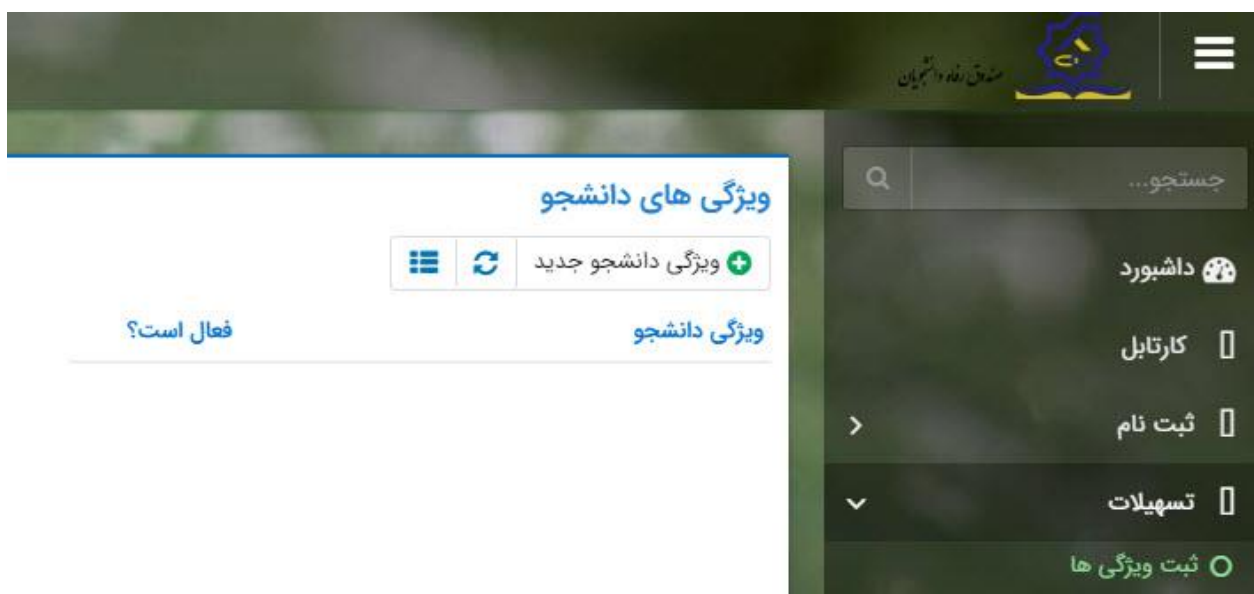 صندوق رفاه دانشجویان
جستجو...
داشبورد
کارتابل
ثبت نام
تسهیلات
ثبت ویژگی ها
ویژگی های دانشجو
ویژگی دانشجو جدید
ویژگی دانشجو فعال است؟